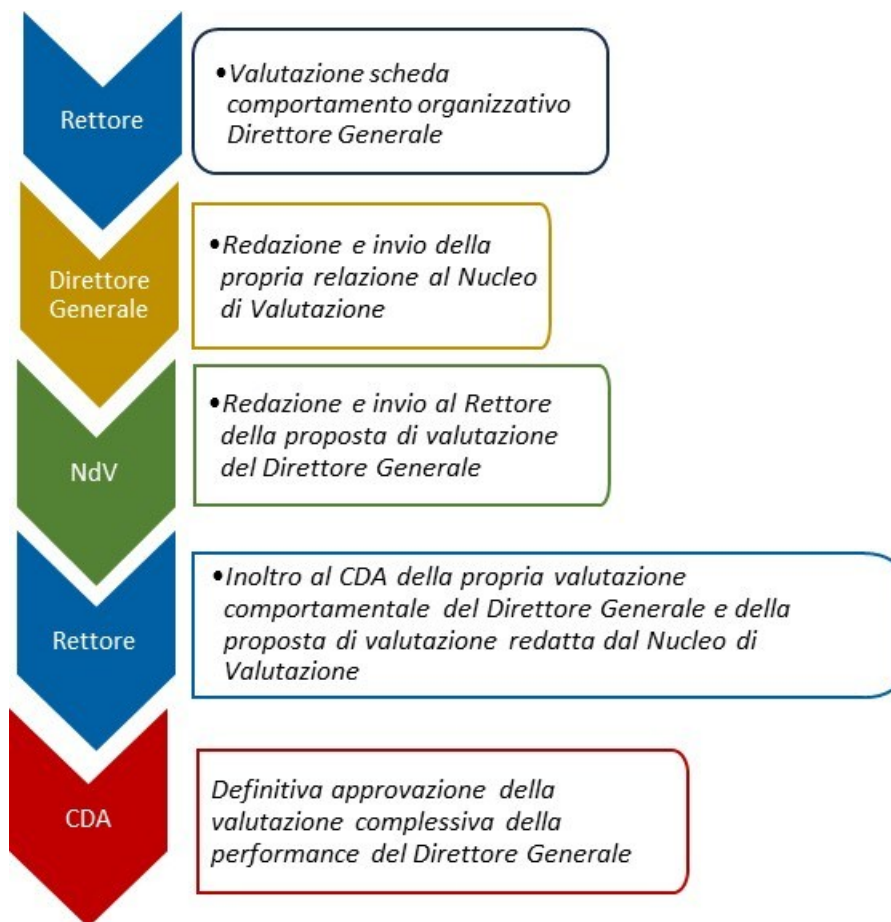 Rettore
•Valutazione scheda
comportamento organizzativo
Direttore Generale
Direttore
Generale
•Redazione e invio della
propria relazione al Nucleo
di Valutazione
NdV
•Redazione e invio al Rettore
della proposta di valutazione
del Direttore Generale
Rettore
•Inoltro al CDA della propria valutazione
comportamentale del Direttore Generale e della
proposta di valutazione redatta dal Nucleo di
Valutazione
CDA
Definitiva approvazione della
valutazione complessiva della
performance del Direttore Generale